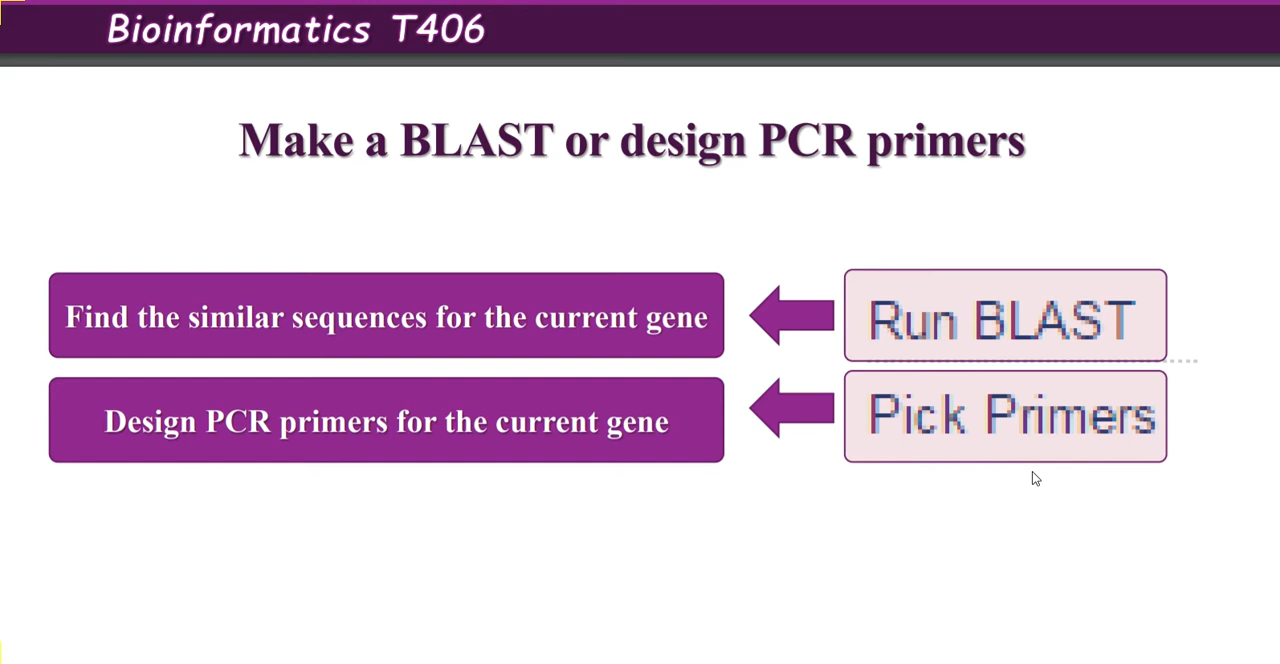 Bioinformatics T406
Make a BLAST or design PCR primers
Find the similar sequences for the current gene
Run BLAST
Design PCR primers for the current gene
Pick Primers